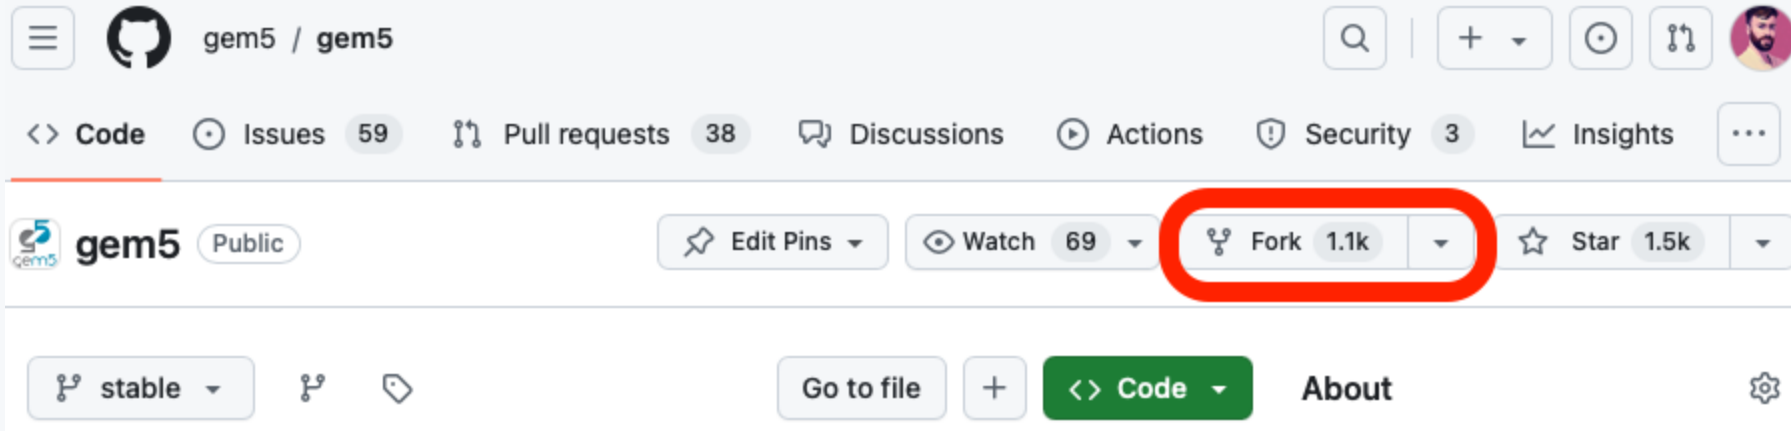 gem5 / gem5
Code Issues 59 Pull requests 38 Discussions Actions Security 3 Insights
gem5 gem5 Public Edit Pins Watch 69 Fork 1.1k Star 1.5k
stable Go to file Code About